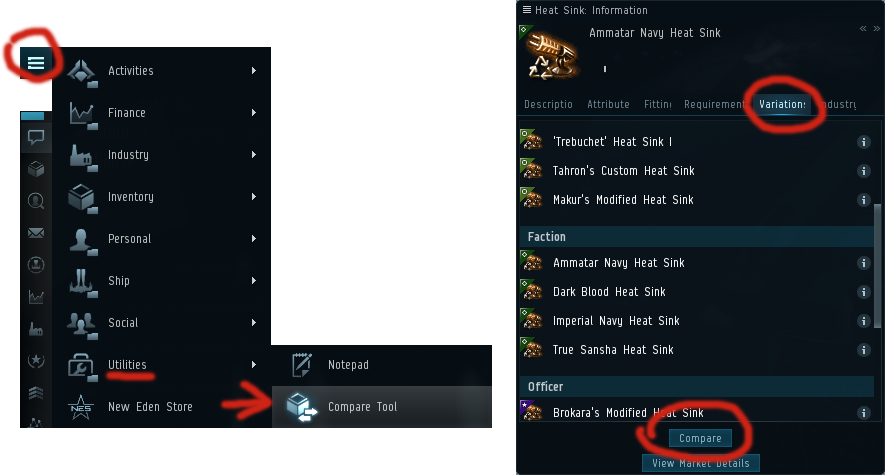 Activities
Finance
Industry
Inventory
Personal
Ship
Social
Utilities
New Eden Store
NES
Notepad
Compare Tool
Heat Sink: Information
Ammatar Navy Heat Sink
Descriptio Attribute Fitting Requirement Variations Industry
'Trebuchet' Heat Sink I
Tahron's Custom Heat Sink
Makur's Modified Heat Sink
Faction
Ammatar Navy Heat Sink
Dark Blood Heat Sink
Imperial Navy Heat Sink
True Sansha Heat Sink
Officer
Brokara's Modified Heat Sink
Compare
View Market Details